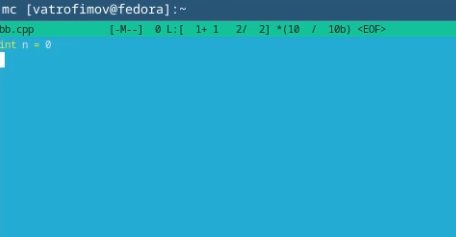 mc [vatrofimov@fedora]:~
bb.cpp [-M--] 0 L:[ 1+ 1 2/ 2] *(10 / 10b) <EOF>
int n = 0